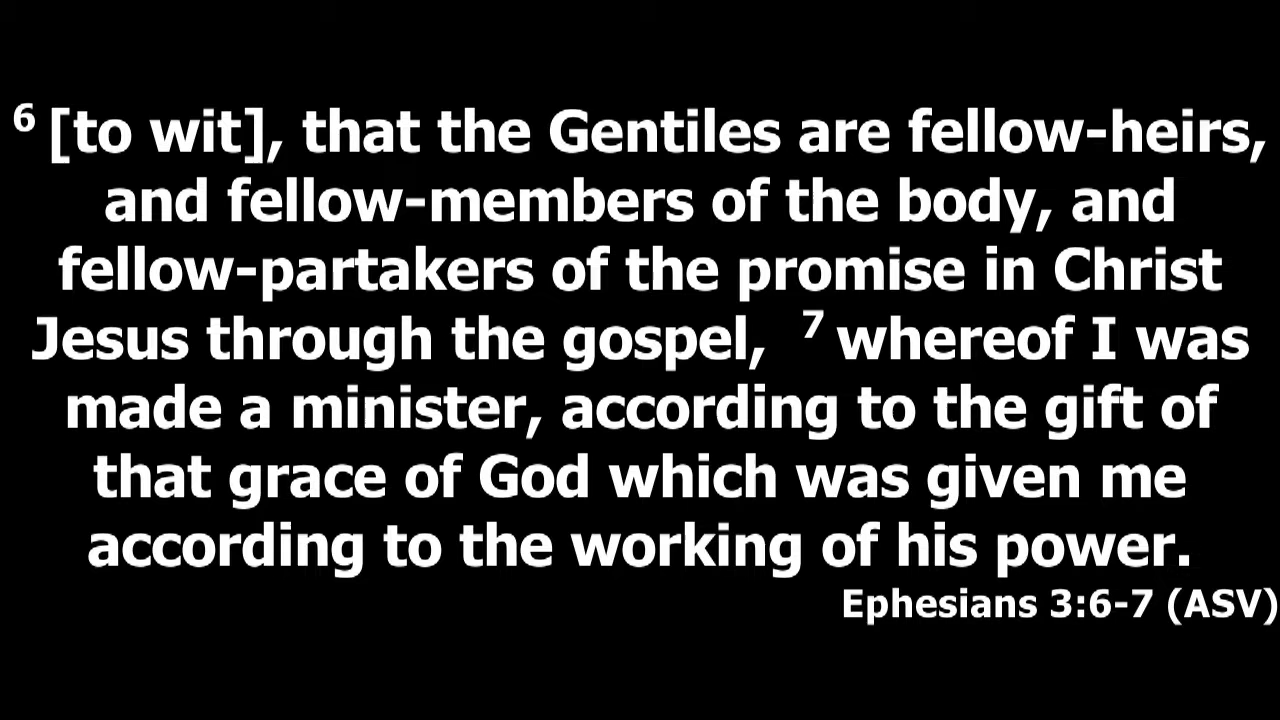 6 [to wit], that the Gentiles are fellow-heirs,
and fellow-members of the body, and
fellow-partakers of the promise in Christ
Jesus through the gospel, 7 whereof I was
made a minister, according to the gift of
that grace of God which was given me
according to the working of his power.
Ephesians 3:6-7 (ASV)